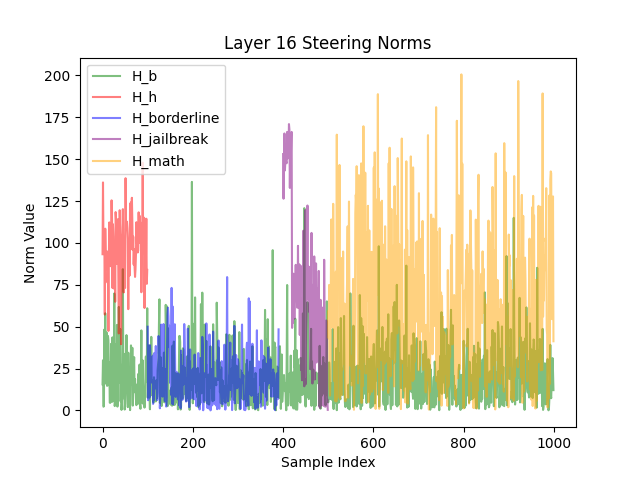 Layer 16 Steering Norms
200
175
150
125
100
75
50
25
0
Norm Value
H_b
H_h
H_borderline
H_jailbreak
H_math
0
200
400
600
800
1000
Sample Index